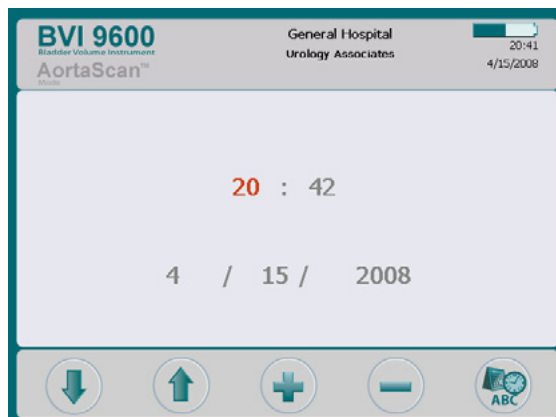 BVI 9600
Bladder Volume Instrument
AortaScan™
Mode
General Hospital
Urology Associates
20:41
4/15/2008
20 : 42
4 / 15 / 2008
ABC